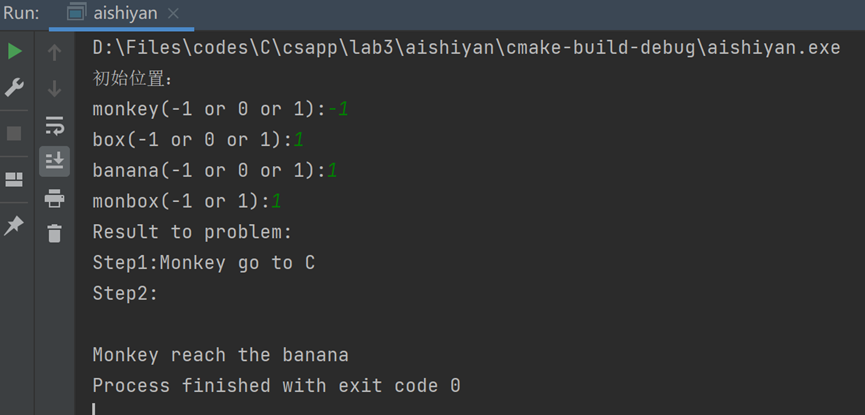 Run: aishiyan
D:\Files\codes\C\csapp\lab3\aishiyan\cmake-build-debug\aishiyan.exe
初始位置：
monkey(-1 or 0 or 1):-1
box(-1 or 0 or 1):1
banana(-1 or 0 or 1):1
monbox(-1 or 1):1
Result to problem:
Step1:Monkey go to C
Step2:
Monkey reach the banana
Process finished with exit code 0